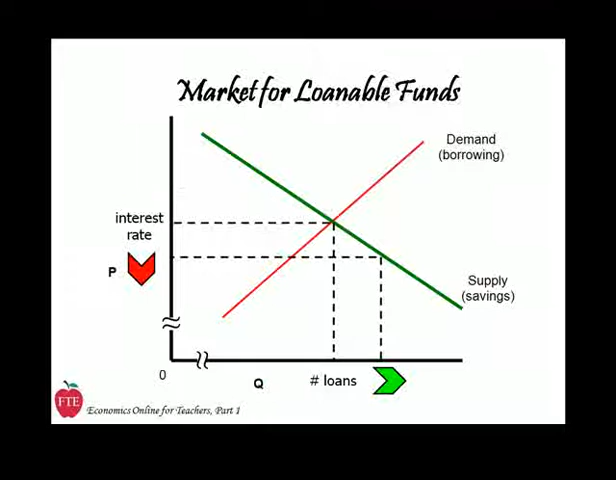 Market for Loanable Funds
Demand
(borrowing)
interest
rate
P
Supply
(savings)
0
Q
# loans
FTE
Economics Online for Teachers, Part 1